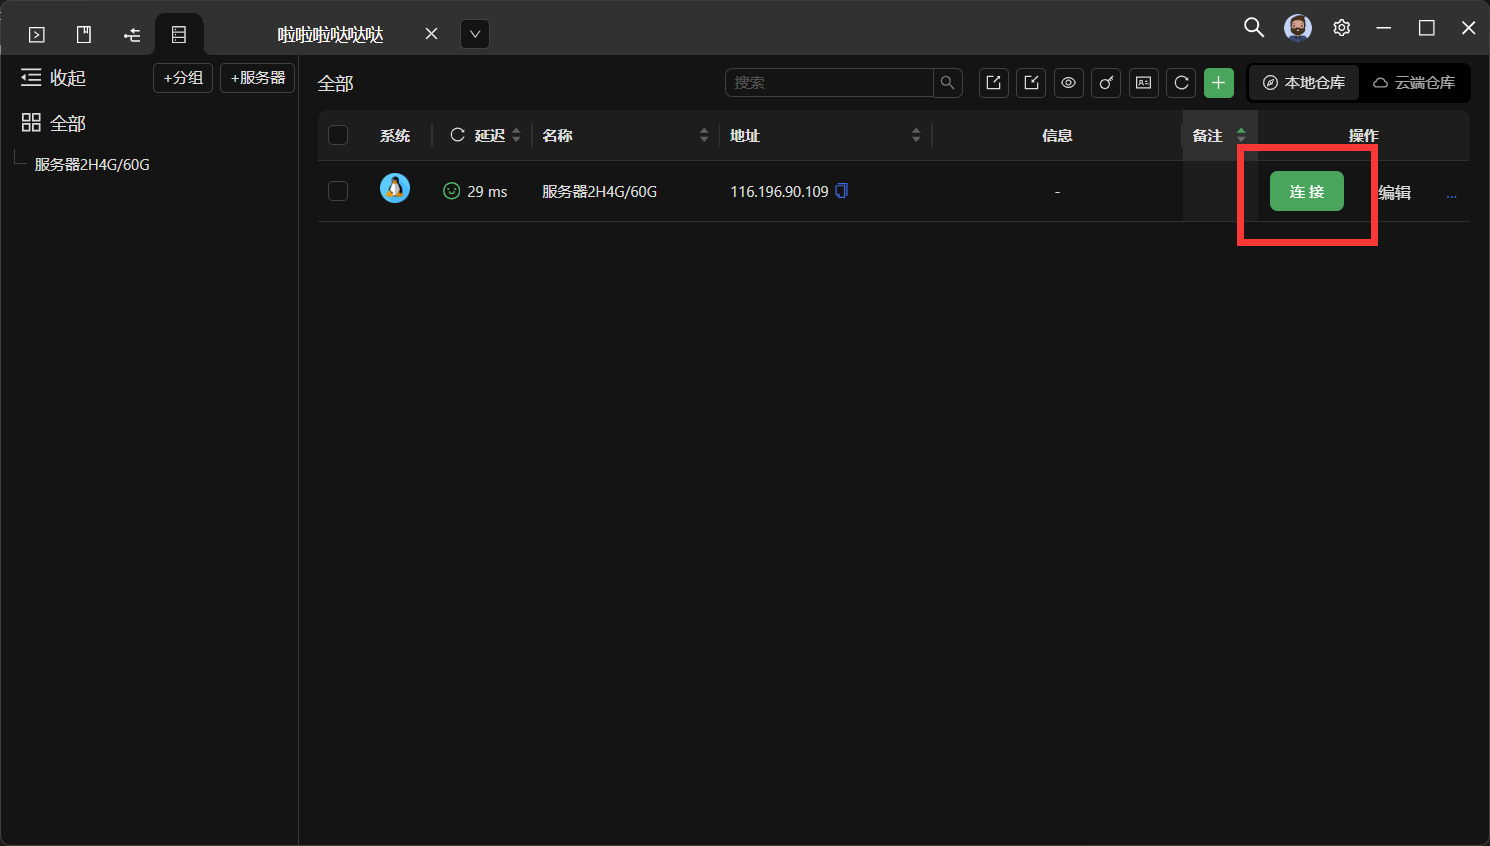 啦啦啦哒哒哒
收起
+分组
+服务器
全部
服务器2H4G/60G
全部
搜索
本地仓库
云端仓库
系统
延迟
名称
地址
信息
备注
操作
29 ms
服务器2H4G/60G
116.196.90.109
-
连 接
编辑
...